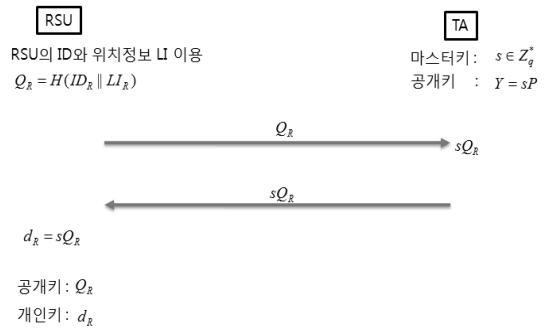 RSU
TA
RSU의 ID와 위치정보 LI 이용
Q_R = H(ID_R || LI_R)
마스터키 : s ∈ Z_q^*
공개키 : Y = sP
Q_R
sQ_R
sQ_R
d_R = sQ_R
공개키 : Q_R
개인키 : d_R